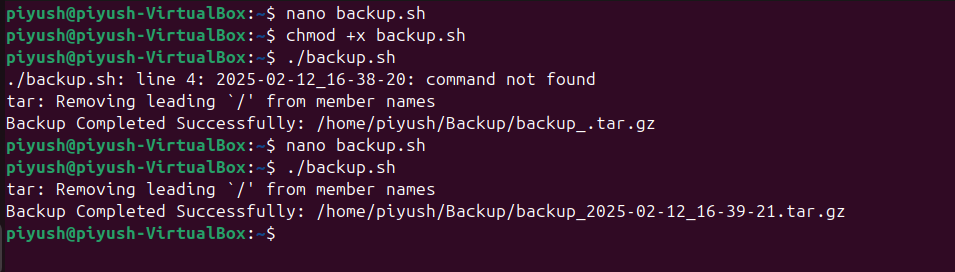 piyush@piyush-VirtualBox:~$ nano backup.sh
piyush@piyush-VirtualBox:~$ chmod +x backup.sh
piyush@piyush-VirtualBox:~$ ./backup.sh
./backup.sh: line 4: 2025-02-12_16-38-20: command not found
tar: Removing leading `/' from member names
Backup Completed Successfully: /home/piyush/Backup/backup_.tar.gz
piyush@piyush-VirtualBox:~$ nano backup.sh
piyush@piyush-VirtualBox:~$ ./backup.sh
tar: Removing leading `/' from member names
Backup Completed Successfully: /home/piyush/Backup/backup_2025-02-12_16-39-21.tar.gz
piyush@piyush-VirtualBox:~$